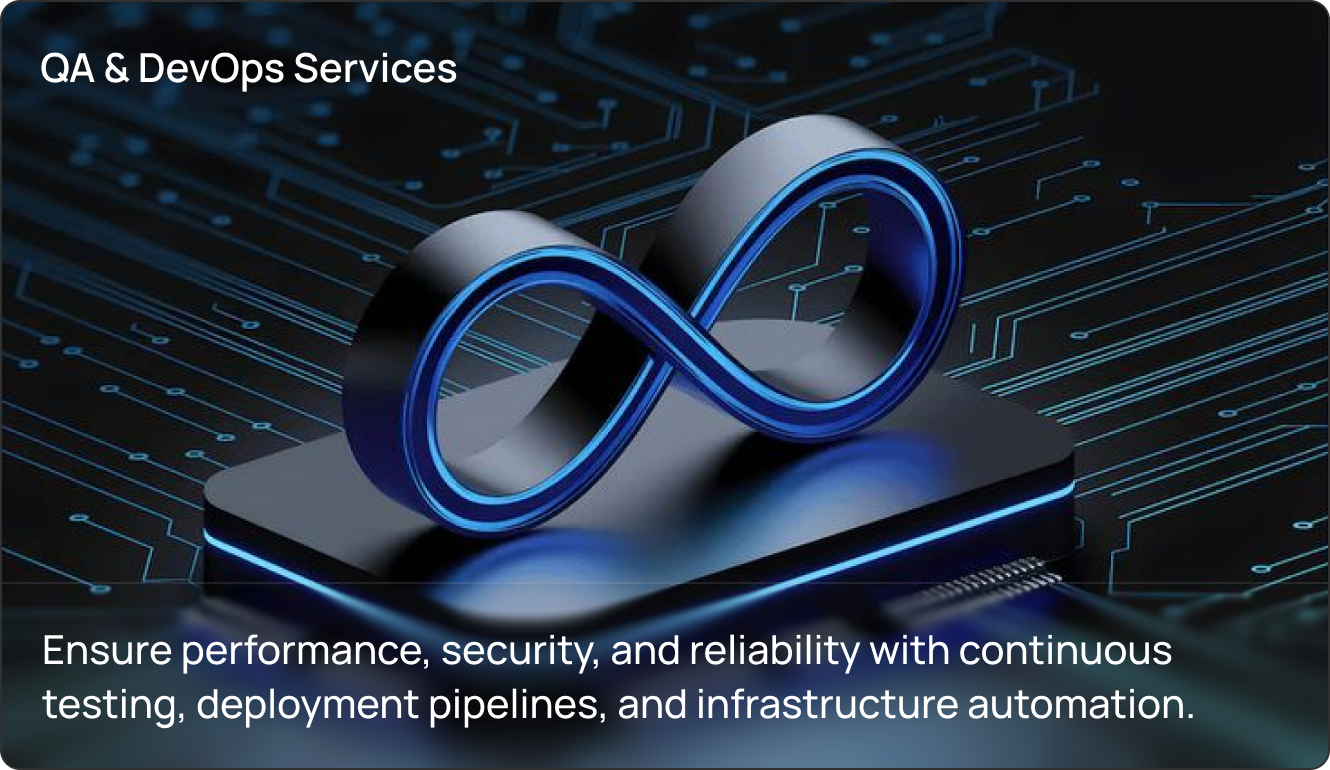 QA & DevOps Services
Ensure performance, security, and reliability with continuous
testing, deployment pipelines, and infrastructure automation.